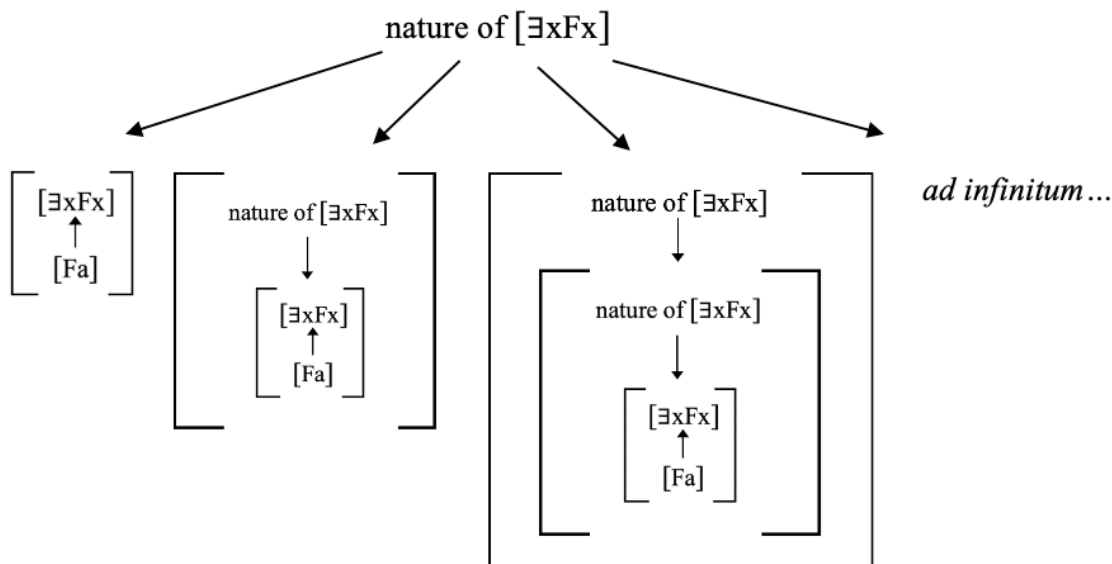 nature of [∃xFx]
[∃xFx]
[Fa]
nature of [∃xFx]
[∃xFx]
[Fa]
nature of [∃xFx]
nature of [∃xFx]
[∃xFx]
[Fa]
ad infinitum...